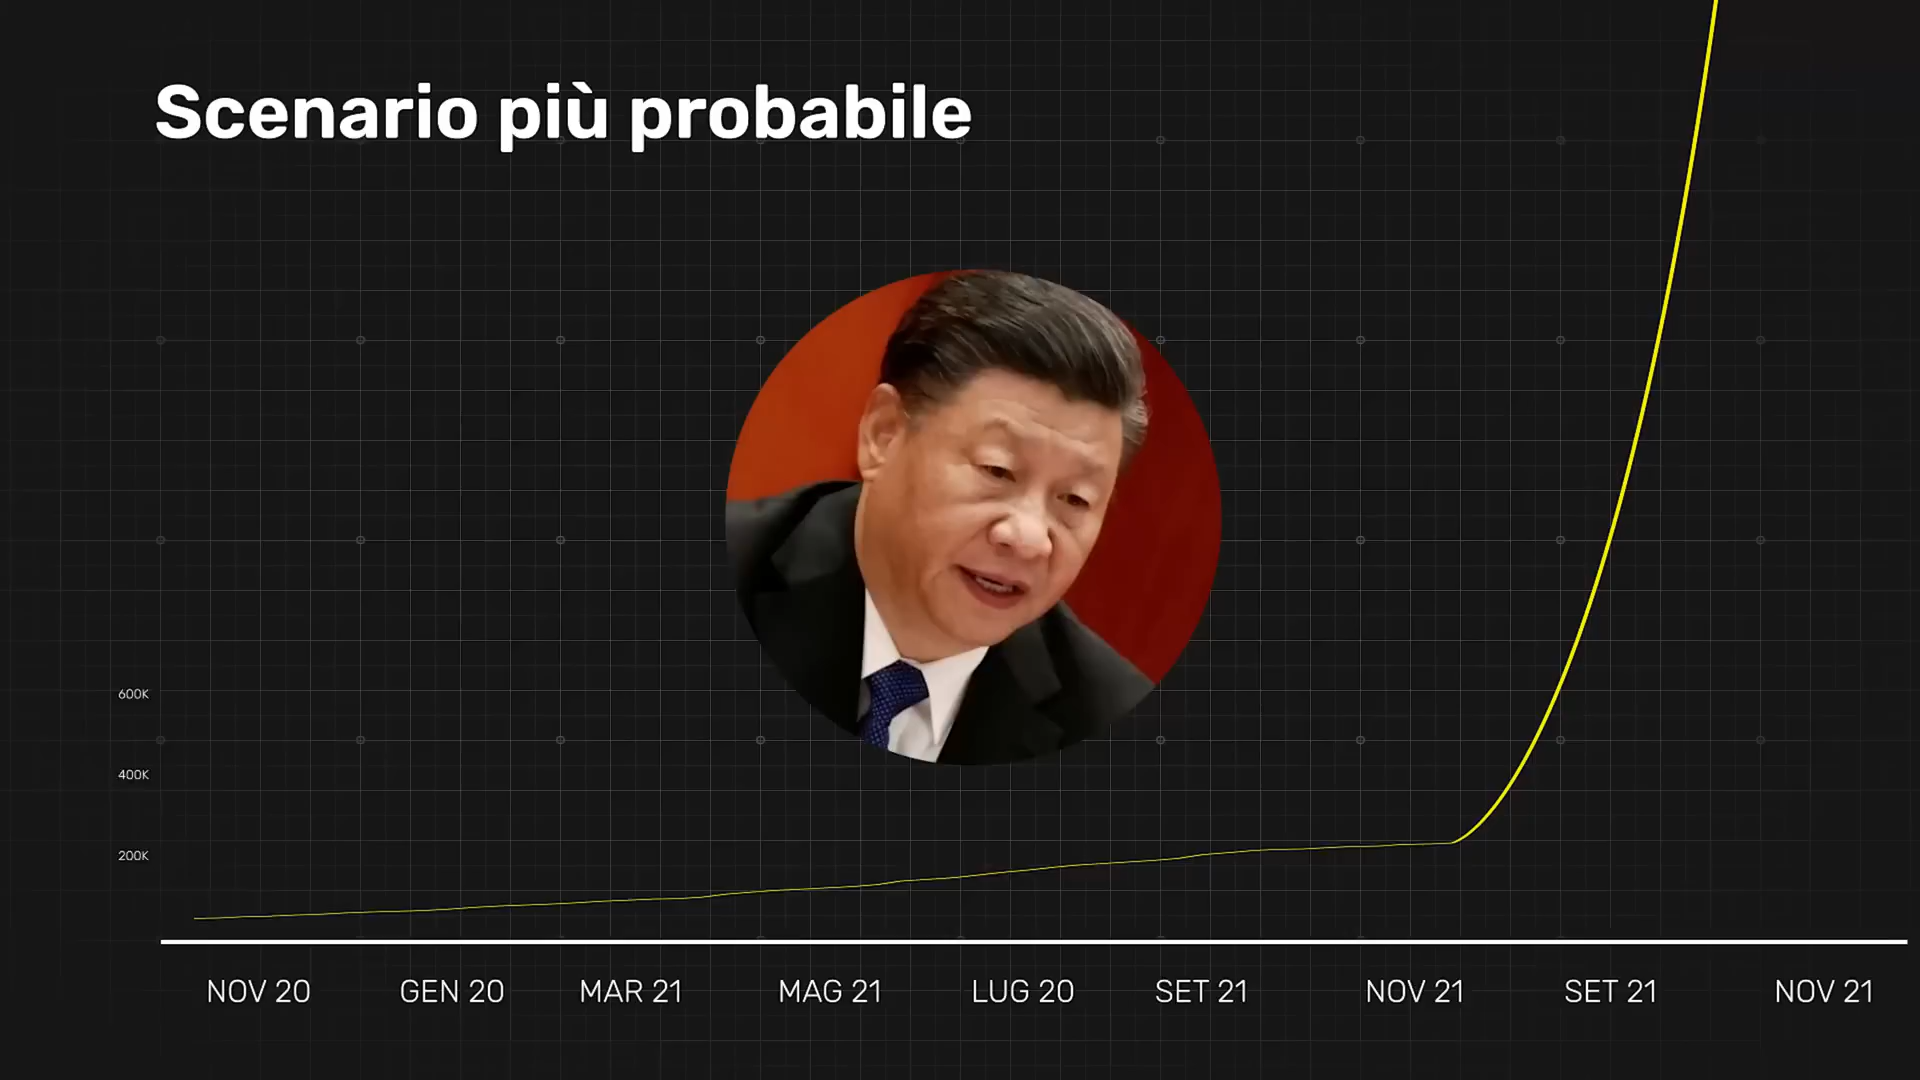 Scenario più probabile
600K
400K
200K
NOV 20 GEN 20 MAR 21 MAG 21 LUG 20 SET 21 NOV 21 SET 21 NOV 21